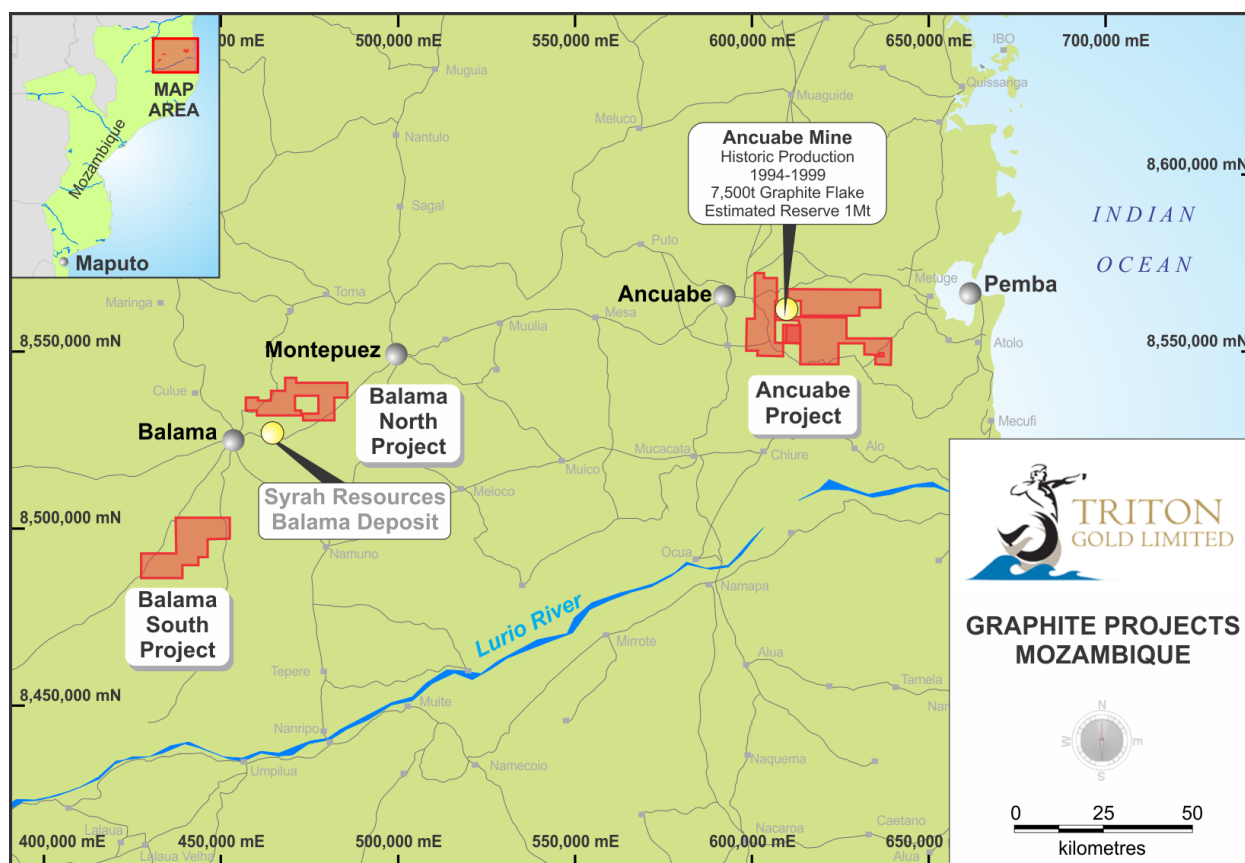 00 mE
500,000 mE
550,000 mE
600,000 mE
650,000 mE
700,000 mE
MAP
AREA
Mozambique
Maputo
Muguia
IBO
Quissanga
Muaguide
Meluco
Nantulo
Ancuabe Mine
Historic Production
1994-1999
7,500t Graphite Flake
Estimated Reserve 1Mt
8,600,000 mN
Sagal
INDIAN
OCEAN
Puto
Metuge
Ancuabe
Pemba
Toma
Maringa
Mesa
Muulia
8,550,000 mN
Montepuez
Atolo
8,550,000 mN
Culue
Balama
North
Project
Ancuabe
Project
Mecufi
Balama
Mucacata
Chiure
Alo
Muico
Meloco
Syrah Resources
Balama Deposit
8,500,000 mN
Namuno
Ocua
Namapa
TRITON
GOLD LIMITED
Balama
South
Project
Lurio River
Mirrote
GRAPHITE PROJECTS
MOZAMBIQUE
Tepere
Alua
Tamela
8,450,000 mN
Muite
Nan
Nanripo
N
W
E
S
Naquema
Umpilua
Namecoio
0
25
50
kilometres
Lalaua
Lalaua Velha
400,000 mE
450,000 mE
500,000 mE
550,000 mE
600,000 mE
650,000
Nacaroa
Caetano
Alua